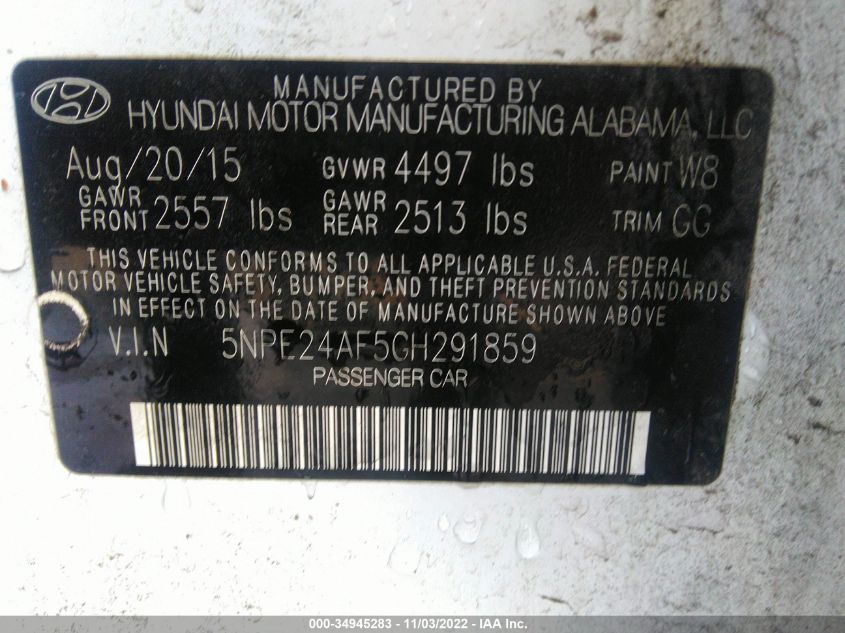 MANUFACTURED BY
HYUNDAI MOTOR MANUFACTURING ALABAMA, LLC
Aug/20/15 GVWR 4497 lbs PAINT W8
GAWR FRONT 2557 lbs GAWR REAR 2513 lbs TRIM GG
THIS VEHICLE CONFORMS TO ALL APPLICABLE U.S.A. FEDERAL
MOTOR VEHICLE SAFETY, BUMPER, AND THEFT PREVENTION STANDARDS
IN EFFECT ON THE DATE OF MANUFACTURE SHOWN ABOVE
V.I.N 5NPE24AF5GH291859
PASSENGER CAR
000-34945283 - 11/03/2022 - IAA Inc.